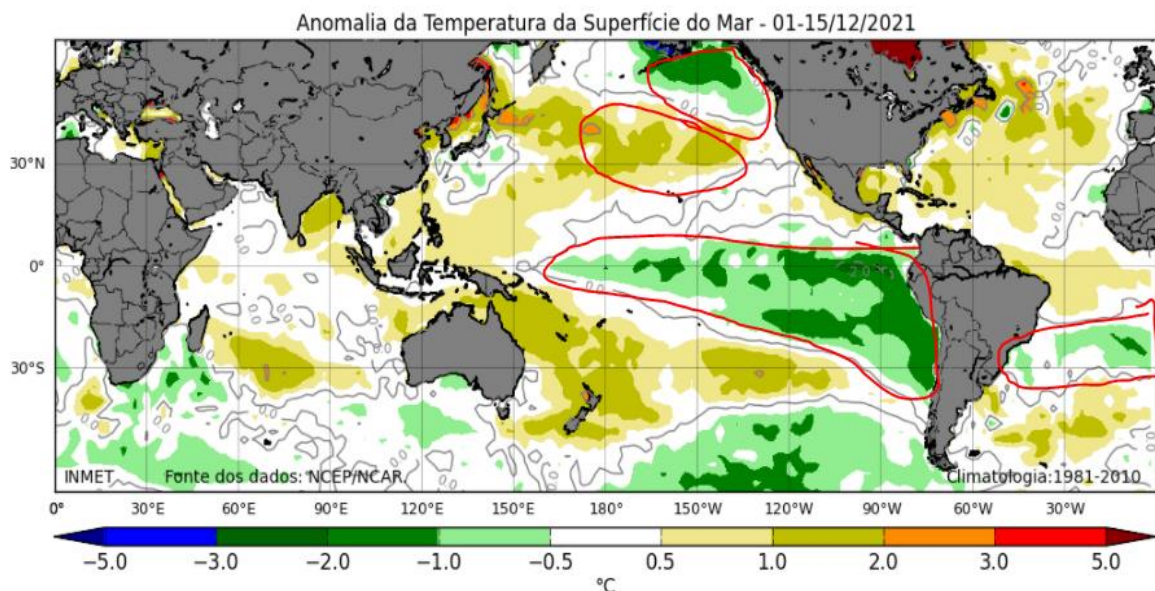 Anomalia da Temperatura da Superfície do Mar - 01-15/12/2021
30°N
0°
30°S
INMET Fonte dos dados: NCEP/NCAR. Climatologia:1981-2010
0° 30°E 60°E 90°E 120°E 150°E 180° 150°W 120°W 90°W 60°W 30°W
−5.0 −3.0 −2.0 −1.0 −0.5 0.5 1.0 2.0 3.0 5.0
°C